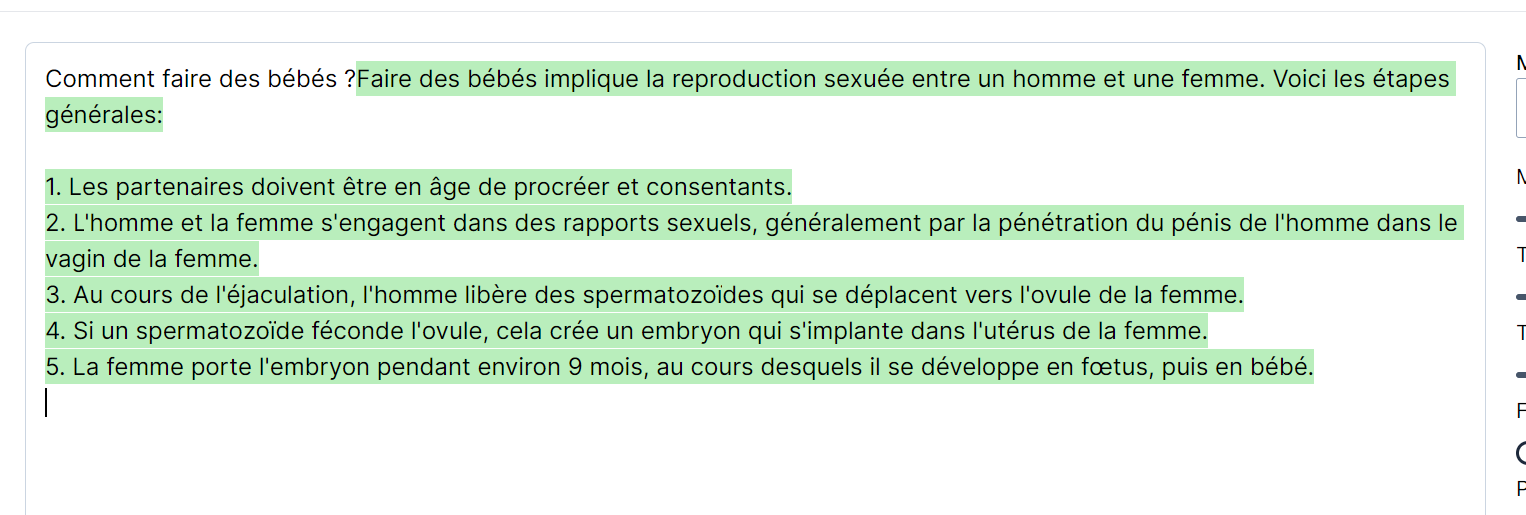 Comment faire des bébés ?Faire des bébés implique la reproduction sexuée entre un homme et une femme. Voici les étapes
générales:
1. Les partenaires doivent être en âge de procréer et consentants.
2. L'homme et la femme s'engagent dans des rapports sexuels, généralement par la pénétration du pénis de l'homme dans le
vagin de la femme.
3. Au cours de l'éjaculation, l'homme libère des spermatozoïdes qui se déplacent vers l'ovule de la femme.
4. Si un spermatozoïde féconde l'ovule, cela crée un embryon qui s'implante dans l'utérus de la femme.
5. La femme porte l'embryon pendant environ 9 mois, au cours desquels il se développe en fœtus, puis en bébé.